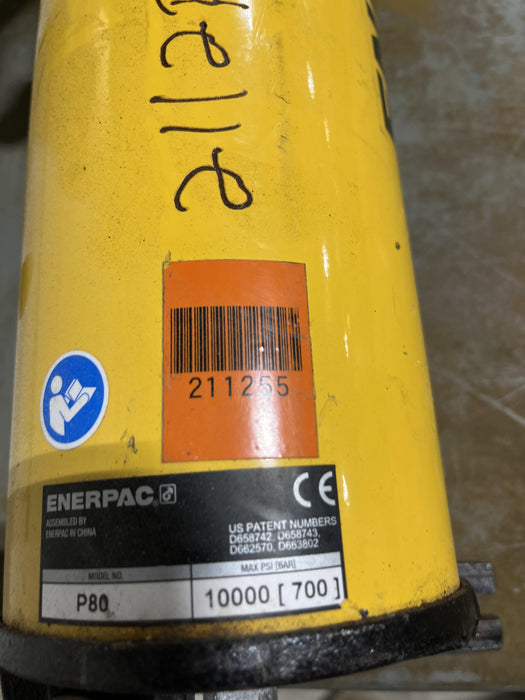 elle
211255
ENERPAC
CE
ASSEMBLED BY
ENERPAC IN CHINA
US PATENT NUMBERS
D658742, D658743,
D662570, D663802
MODEL NO.
MAX PSI [BAR]
P80
10000 [ 700 ]